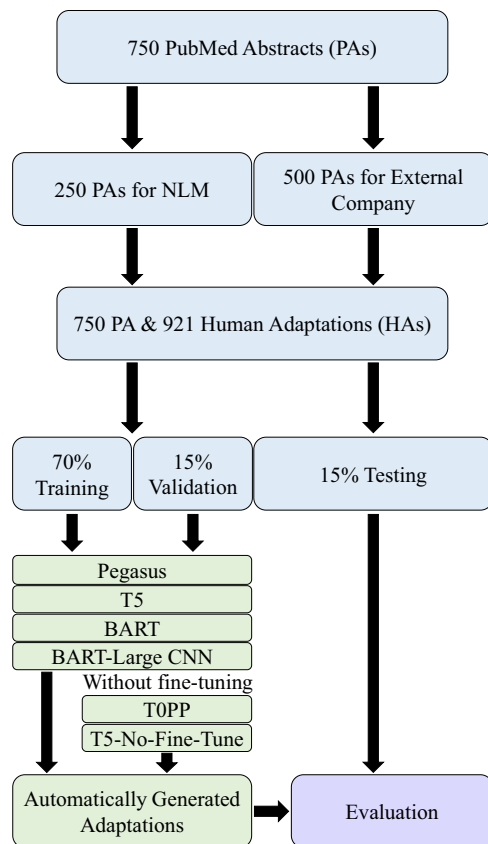 750 PubMed Abstracts (PAs)
250 PAs for NLM
500 PAs for External
Company
750 PA & 921 Human Adaptations (HAs)
70%
Training
15%
Validation
15% Testing
Pegasus
T5
BART
BART-Large CNN
Without fine-tuning
T0PP
T5-No-Fine-Tune
Automatically Generated
Adaptations
Evaluation